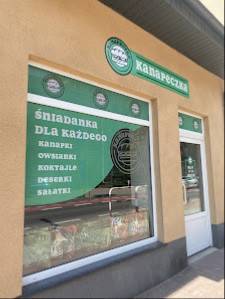 Kanapeczka
ŚNIADANKA
DLA KAŻDEGO
KANAPKI
OWSIANKI
KOKTAJLE
DESERKI
SAŁATKI